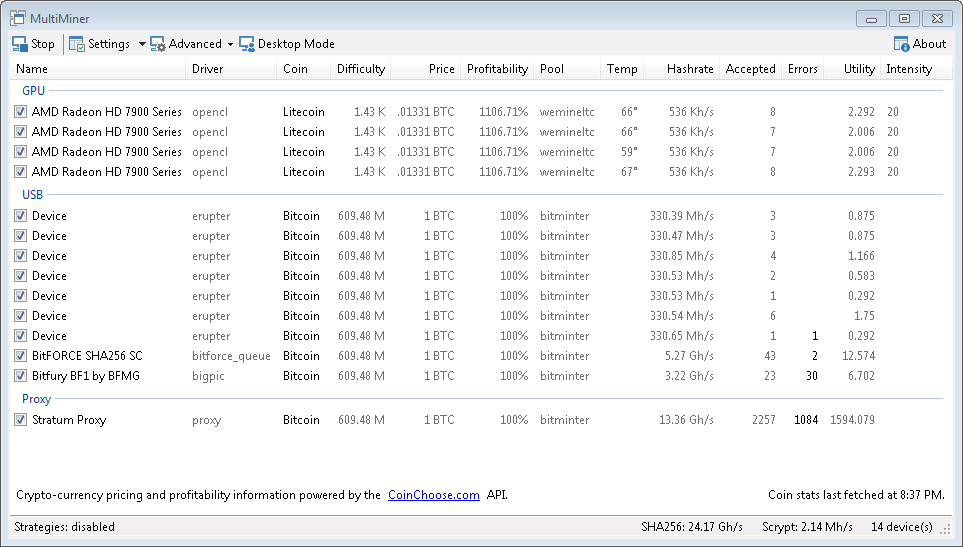 MultiMiner
Stop Settings Advanced Desktop Mode About
Name Driver Coin Difficulty Price Profitability Pool Temp Hashrate Accepted Errors Utility Intensity
GPU
AMD Radeon HD 7900 Series opencl Litecoin 1.43 K .01331 BTC 1106.71% wemineltc 66° 536 Kh/s 8 2.292 20
AMD Radeon HD 7900 Series opencl Litecoin 1.43 K .01331 BTC 1106.71% wemineltc 66° 536 Kh/s 7 2.006 20
AMD Radeon HD 7900 Series opencl Litecoin 1.43 K .01331 BTC 1106.71% wemineltc 59° 536 Kh/s 7 2.006 20
AMD Radeon HD 7900 Series opencl Litecoin 1.43 K .01331 BTC 1106.71% wemineltc 67° 536 Kh/s 8 2.293 20
USB
Device erupter Bitcoin 609.48 M 1 BTC 100% bitminter 330.39 Mh/s 3 0.875
Device erupter Bitcoin 609.48 M 1 BTC 100% bitminter 330.47 Mh/s 3 0.875
Device erupter Bitcoin 609.48 M 1 BTC 100% bitminter 330.85 Mh/s 4 1.166
Device erupter Bitcoin 609.48 M 1 BTC 100% bitminter 330.53 Mh/s 2 0.583
Device erupter Bitcoin 609.48 M 1 BTC 100% bitminter 330.53 Mh/s 1 0.292
Device erupter Bitcoin 609.48 M 1 BTC 100% bitminter 330.54 Mh/s 6 1.75
Device erupter Bitcoin 609.48 M 1 BTC 100% bitminter 330.65 Mh/s 1 1 0.292
BitFORCE SHA256 SC bitforce_queue Bitcoin 609.48 M 1 BTC 100% bitminter 5.27 Gh/s 43 2 12.574
Bitfury BF1 by BFMG bigpic Bitcoin 609.48 M 1 BTC 100% bitminter 3.22 Gh/s 23 30 6.702
Proxy
Stratum Proxy proxy Bitcoin 609.48 M 1 BTC 100% bitminter 13.36 Gh/s 2257 1084 1594.079
Crypto-currency pricing and profitability information powered by the CoinChoose.com API. Coin stats last fetched at 8:37 PM.
Strategies: disabled SHA256: 24.17 Gh/s Scrypt: 2.14 Mh/s 14 device(s)